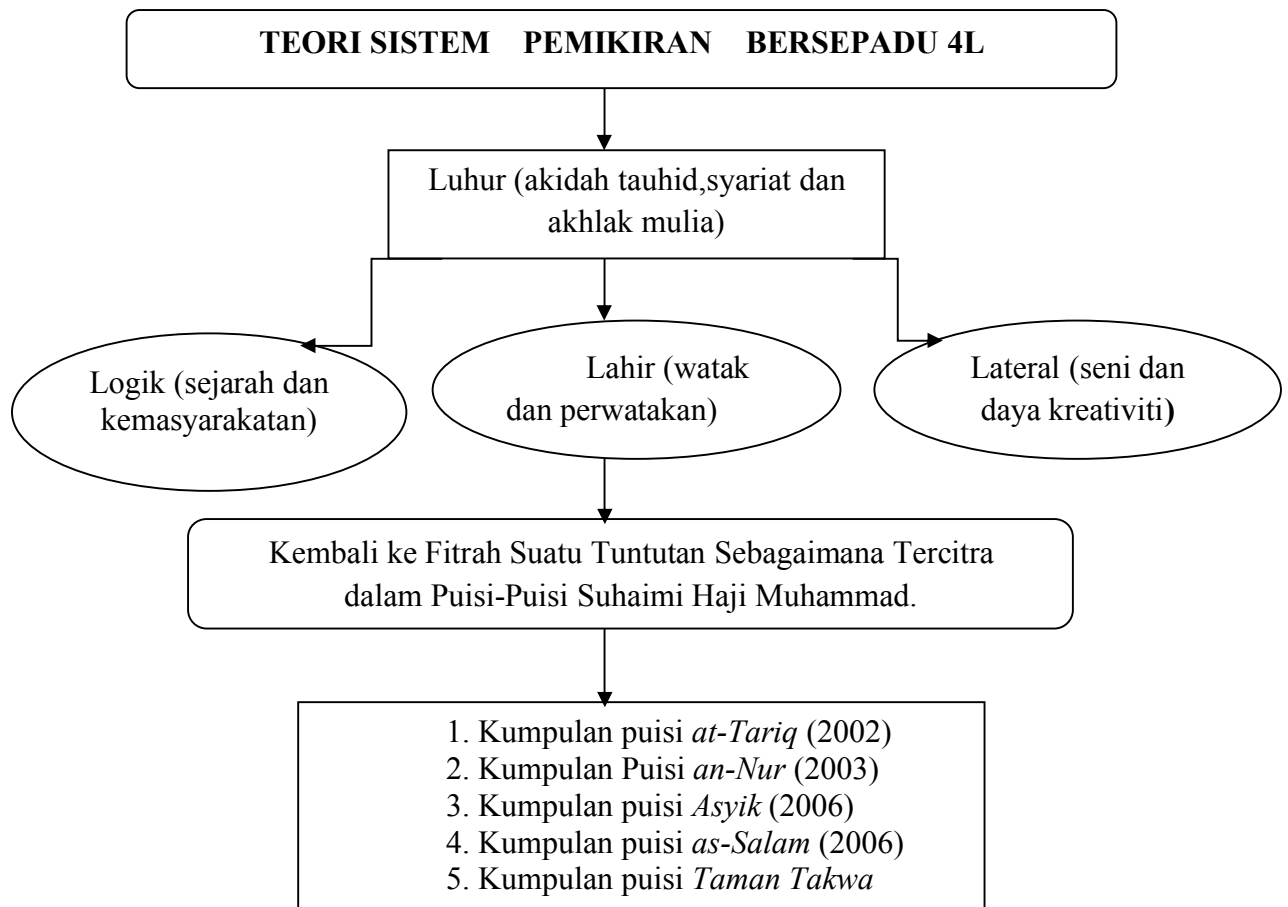 TEORI SISTEM PEMIKIRAN BERSEPADU 4L
Luhur (akidah tauhid,syariat dan
akhlak mulia)
Logik (sejarah dan
kemasyarakatan)
Lahir (watak
dan perwatakan)
Lateral (seni dan
daya kreativiti)
Kembali ke Fitrah Suatu Tuntutan Sebagaimana Tercitra
dalam Puisi-Puisi Suhaimi Haji Muhammad.
1. Kumpulan puisi at-Tariq (2002)
2. Kumpulan Puisi an-Nur (2003)
3. Kumpulan puisi Asyik (2006)
4. Kumpulan puisi as-Salam (2006)
5. Kumpulan puisi Taman Takwa